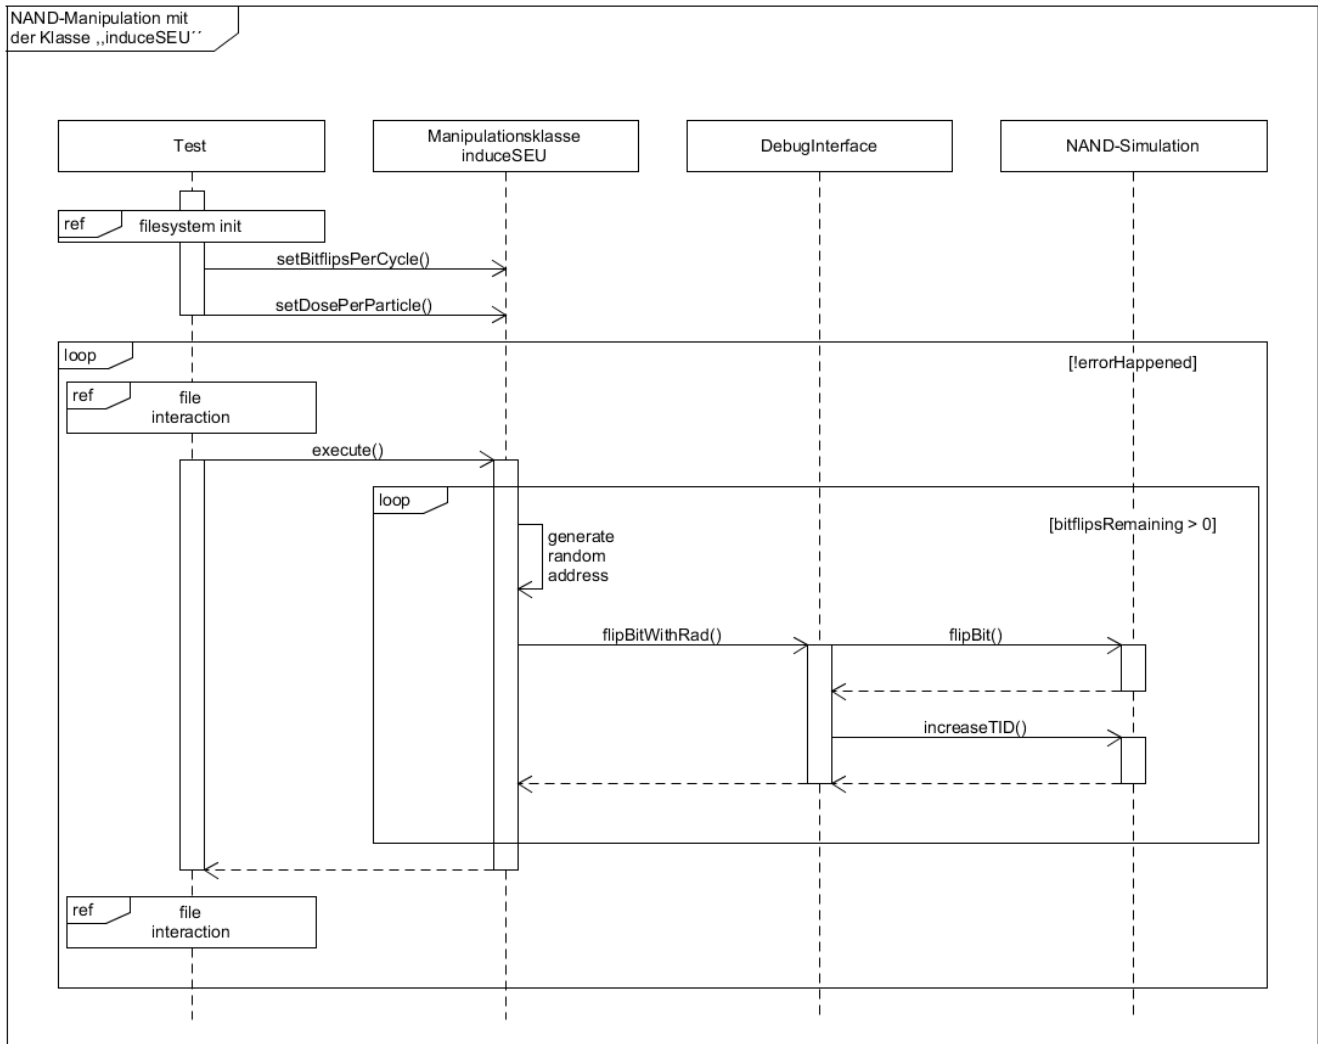 NAND-Manipulation mit
der Klasse ,,induceSEU´´
Test
Manipulationsklasse
induceSEU
DebugInterface
NAND-Simulation
ref
filesystem init
setBitflipsPerCycle()
setDosePerParticle()
loop
[!errorHappened]
ref
file
interaction
execute()
loop
[bitflipsRemaining > 0]
generate
random
address
flipBitWithRad()
flipBit()
increaseTID()
ref
file
interaction